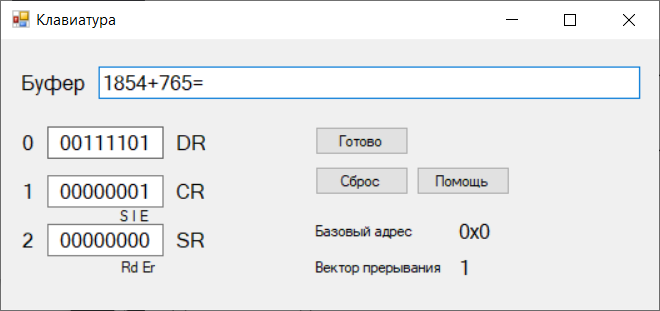 Клавиатура
Буфер 1854+765=
0 00111101 DR Готово
1 00000001 CR Сброс Помощь
S I E
2 00000000 SR Базовый адрес 0x0
Rd Er Вектор прерывания 1